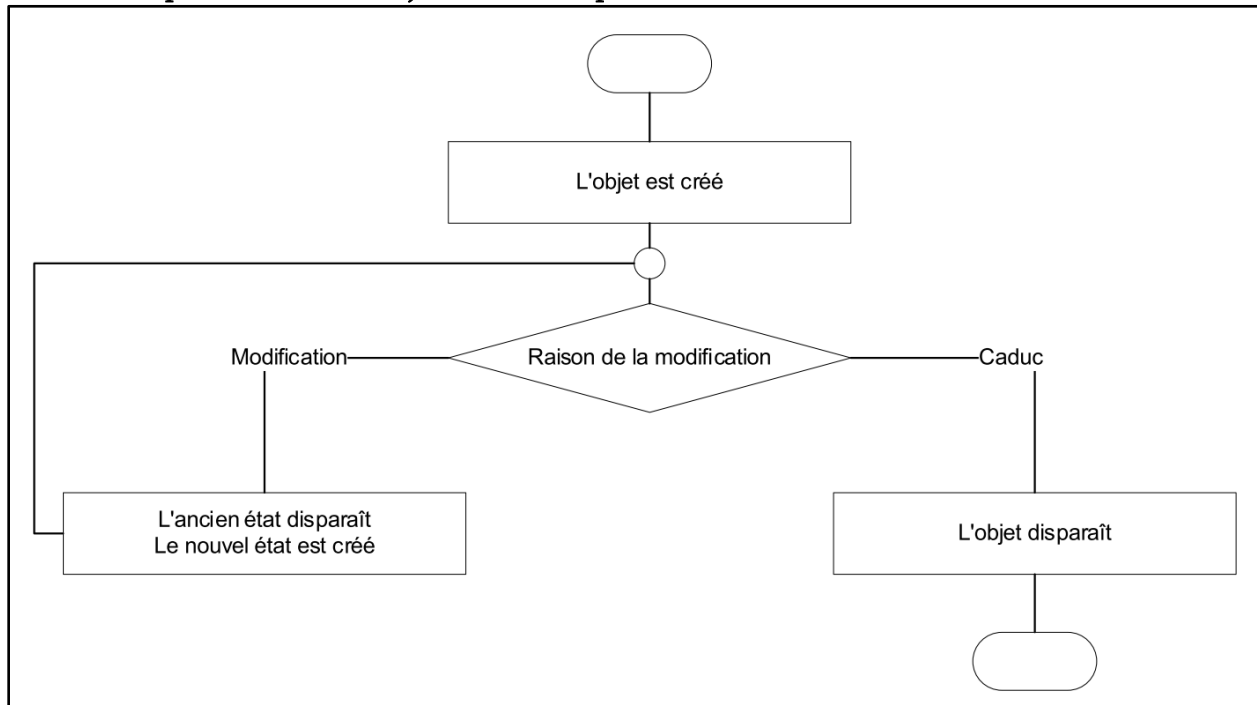 L'objet est créé
Raison de la modification
Modification
Caduc
L'ancien état disparaît
Le nouvel état est créé
L'objet disparaît